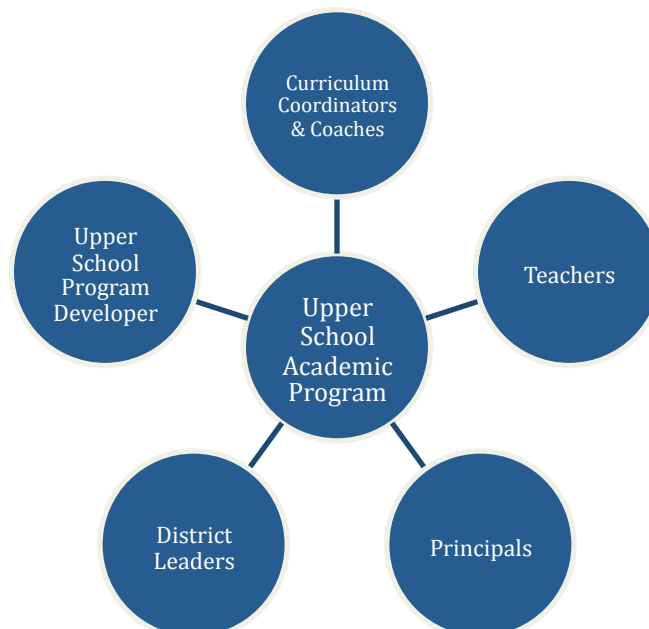 Curriculum
Coordinators
& Coaches
Upper
School
Program
Developer
Teachers
Upper
School
Academic
Program
District
Leaders
Principals